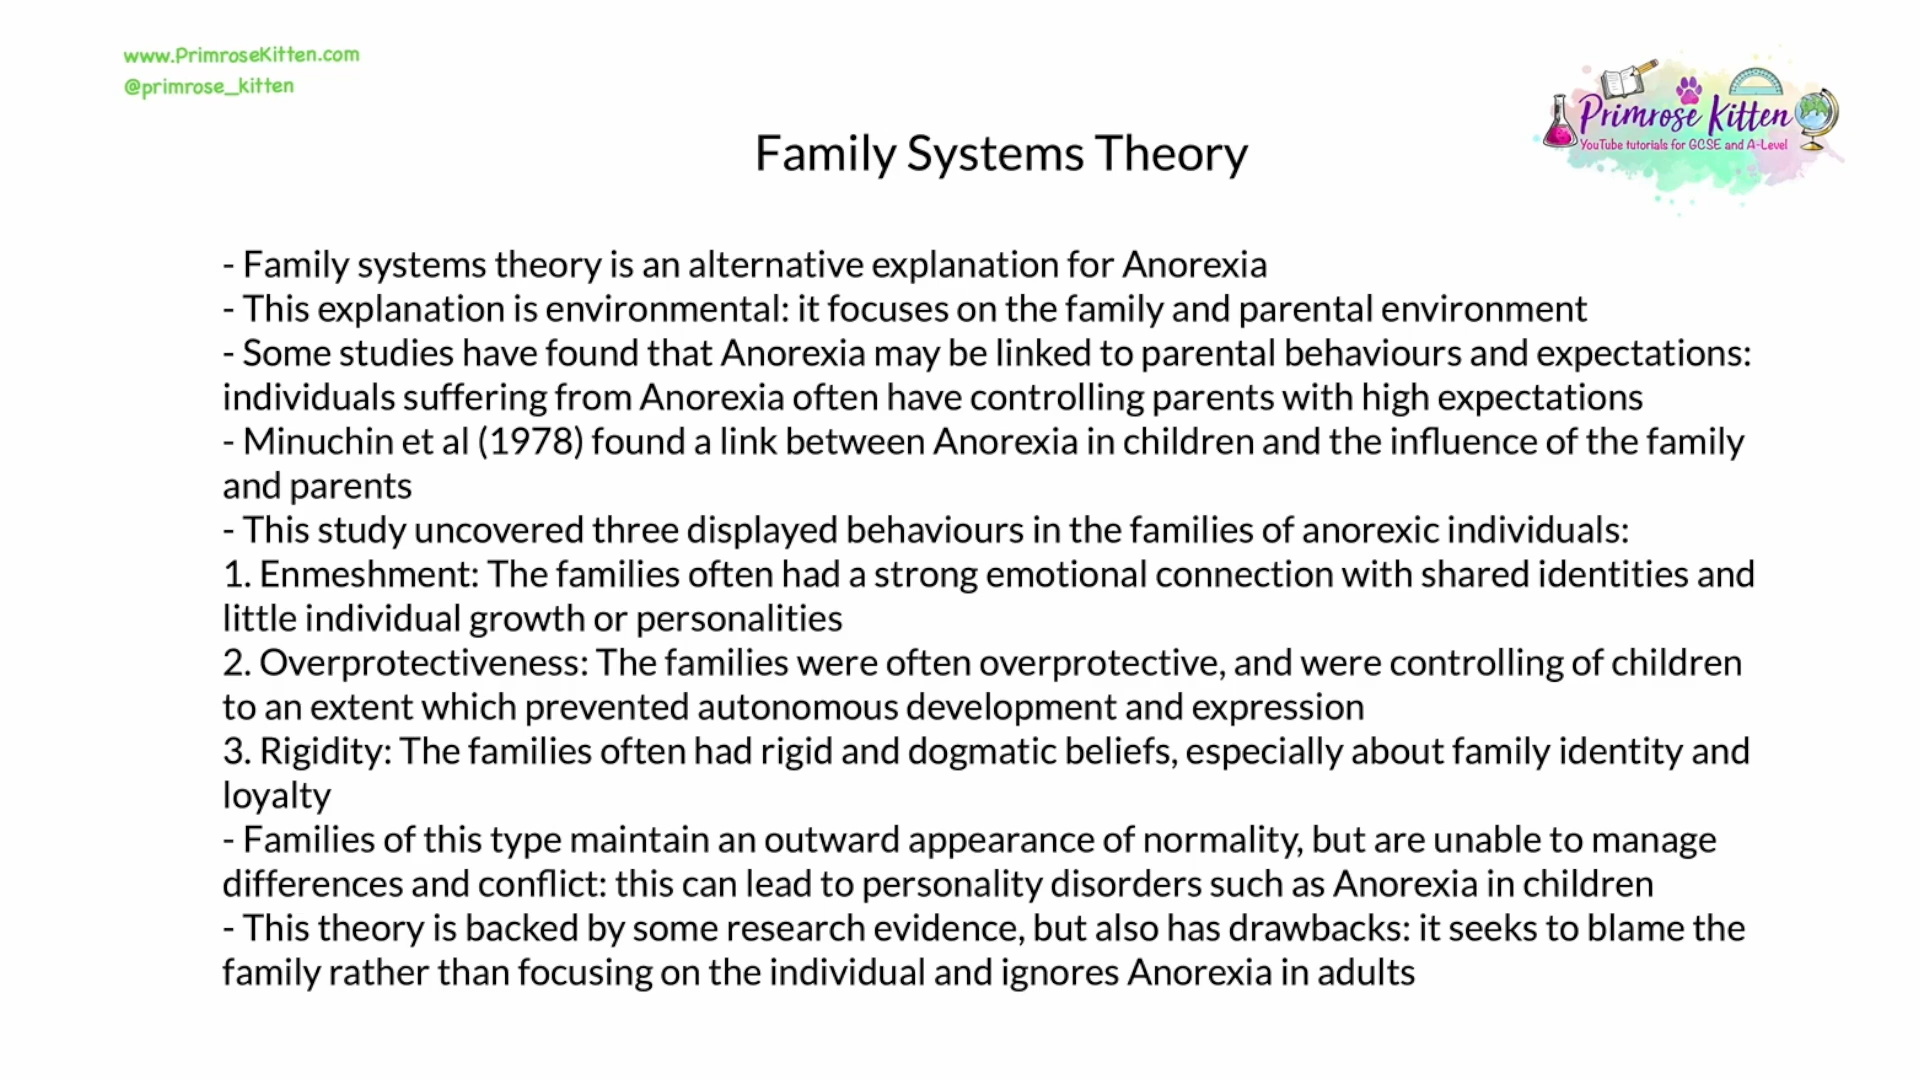 www.PrimroseKitten.com
@primrose_kitten
Primrose Kitten
YouTube tutorials for GCSE and A-Level
Family Systems Theory
- Family systems theory is an alternative explanation for Anorexia
- This explanation is environmental: it focuses on the family and parental environment
- Some studies have found that Anorexia may be linked to parental behaviours and expectations:
individuals suffering from Anorexia often have controlling parents with high expectations
- Minuchin et al (1978) found a link between Anorexia in children and the influence of the family
and parents
- This study uncovered three displayed behaviours in the families of anorexic individuals:
1. Enmeshment: The families often had a strong emotional connection with shared identities and
little individual growth or personalities
2. Overprotectiveness: The families were often overprotective, and were controlling of children
to an extent which prevented autonomous development and expression
3. Rigidity: The families often had rigid and dogmatic beliefs, especially about family identity and
loyalty
- Families of this type maintain an outward appearance of normality, but are unable to manage
differences and conflict: this can lead to personality disorders such as Anorexia in children
- This theory is backed by some research evidence, but also has drawbacks: it seeks to blame the
family rather than focusing on the individual and ignores Anorexia in adults